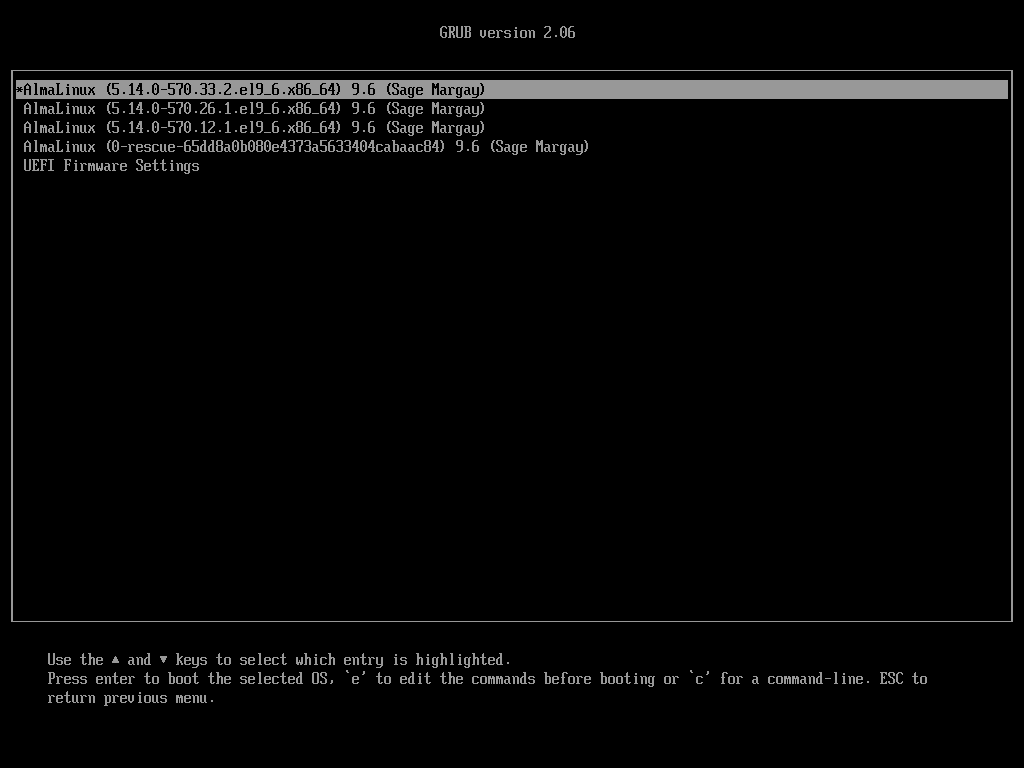 GRUB version 2.06
*AlmaLinux (5.14.0-570.33.2.el9_6.x86_64) 9.6 (Sage Margay)
AlmaLinux (5.14.0-570.26.1.el9_6.x86_64) 9.6 (Sage Margay)
AlmaLinux (5.14.0-570.12.1.el9_6.x86_64) 9.6 (Sage Margay)
AlmaLinux (0-rescue-65dd8a0b080e4373a5633404cabaac84) 9.6 (Sage Margay)
UEFI Firmware Settings
Use the ▲ and ▼ keys to select which entry is highlighted.
Press enter to boot the selected OS, `e' to edit the commands before booting or `c' for a command-line. ESC to
return previous menu.